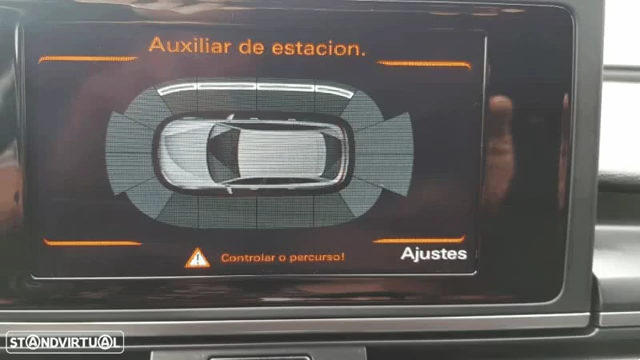 Auxiliar de estacion.
Controlar o percurso!
Ajustes
STANDVIRTUAL